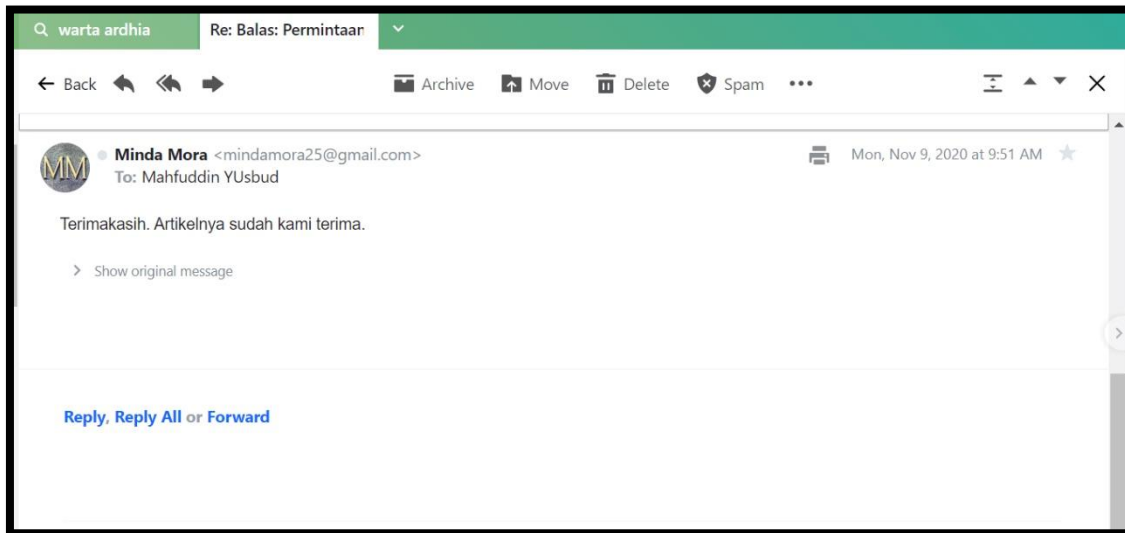 warta ardhia
Re: Balas: Permintaan
Back Archive Move Delete Spam
MM
Minda Mora <mindamora25@gmail.com> Mon, Nov 9, 2020 at 9:51 AM
To: Mahfuddin YUsbud
Terimakasih. Artikelnya sudah kami terima.
Show original message
Reply, Reply All or Forward